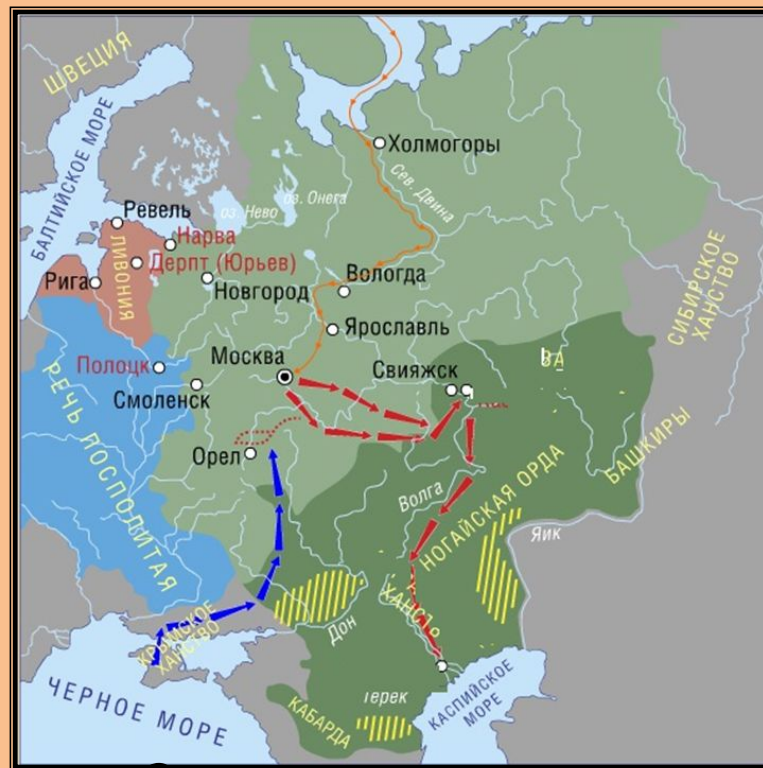 ШВЕЦИЯ
БАЛТИЙСКОЕ МОРЕ
Холмогоры
Сев. Двина
оз. Онега
оз. Нево
Ревель
Нарва
ЛИВОНИЯ
Дерпт (Юрьев)
Рига
Новгород
Вологда
СИБИРСКОЕ
ХАНСТВО
Ярославль
Москва
Свияжск
Полоцк
Смоленск
РЕЧЬ ПОСПОЛИТАЯ
Орел
БАШКИРЫ
Волга
НОГАЙСКАЯ ОРДА
Яик
КРЫМСКОЕ
ХАНСТВО
Дон
ЧЕРНОЕ МОРЕ
КАБАРДА
КАСПИЙСКОЕ
МОРЕ